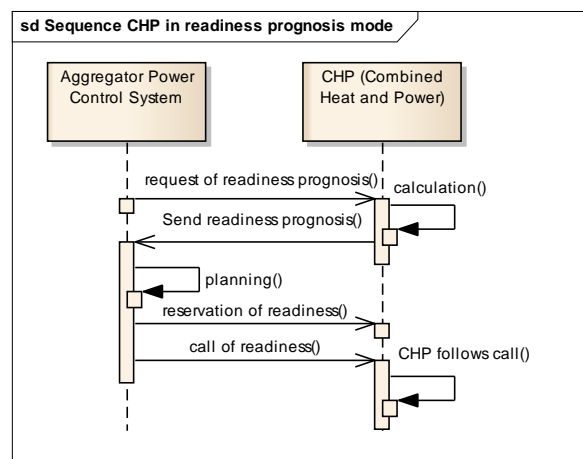 sd Sequence CHP in readiness prognosis mode
Aggregator Power
Control System
CHP (Combined
Heat and Power)
request of readiness prognosis()
calculation()
Send readiness prognosis()
planning()
reservation of readiness()
call of readiness()
CHP follows call()